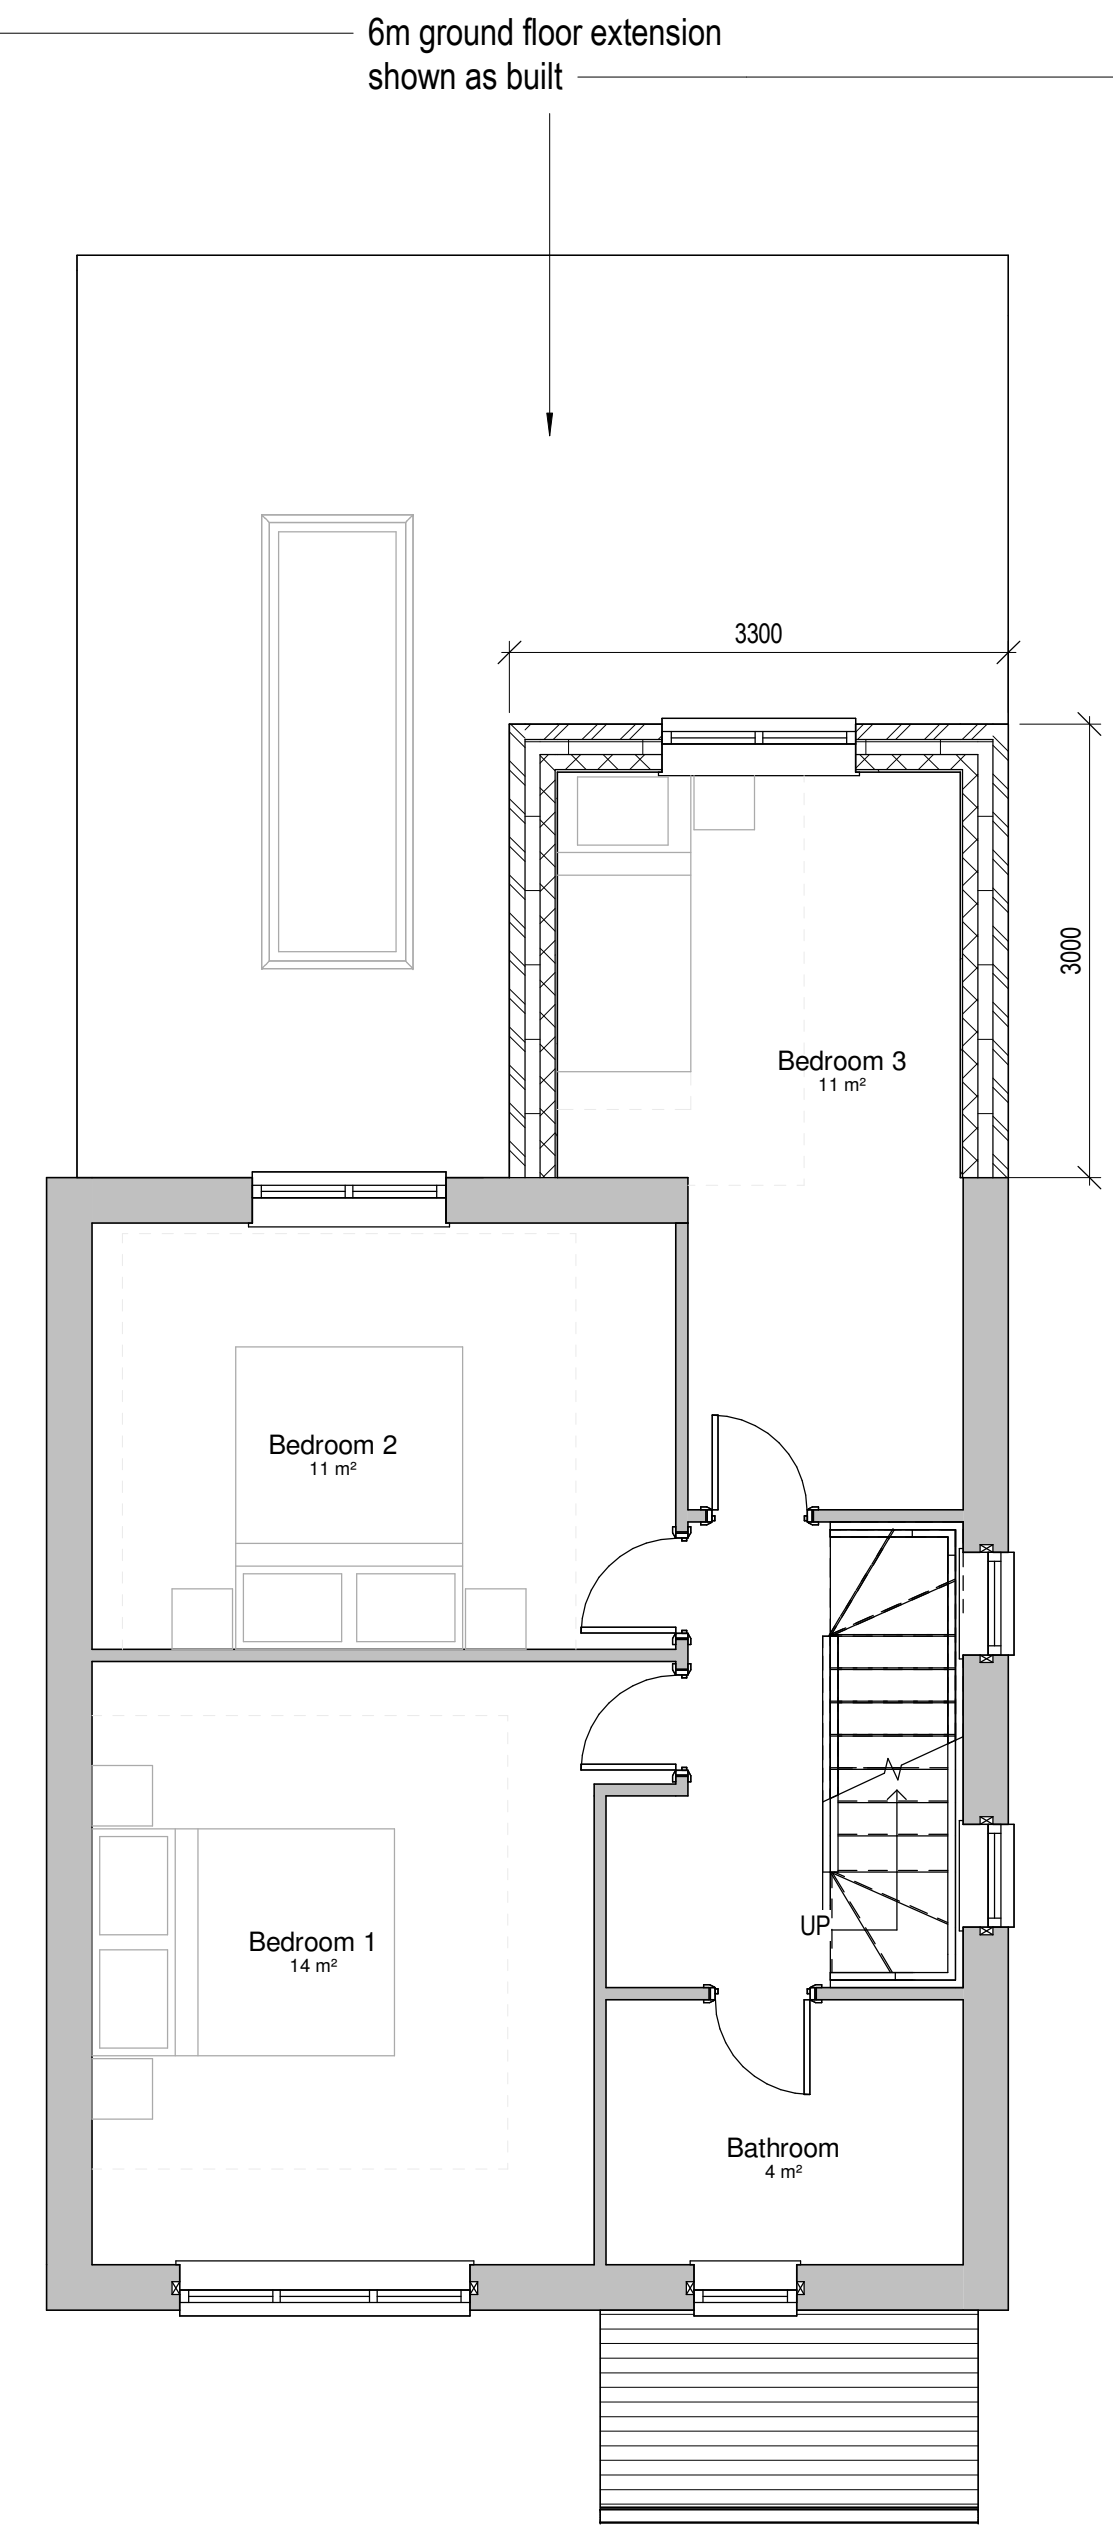 6m ground floor extension
shown as built
3300
3000
Bedroom 3
11 m²
Bedroom 2
11 m²
UP
Bedroom 1
14 m²
Bathroom
4 m²